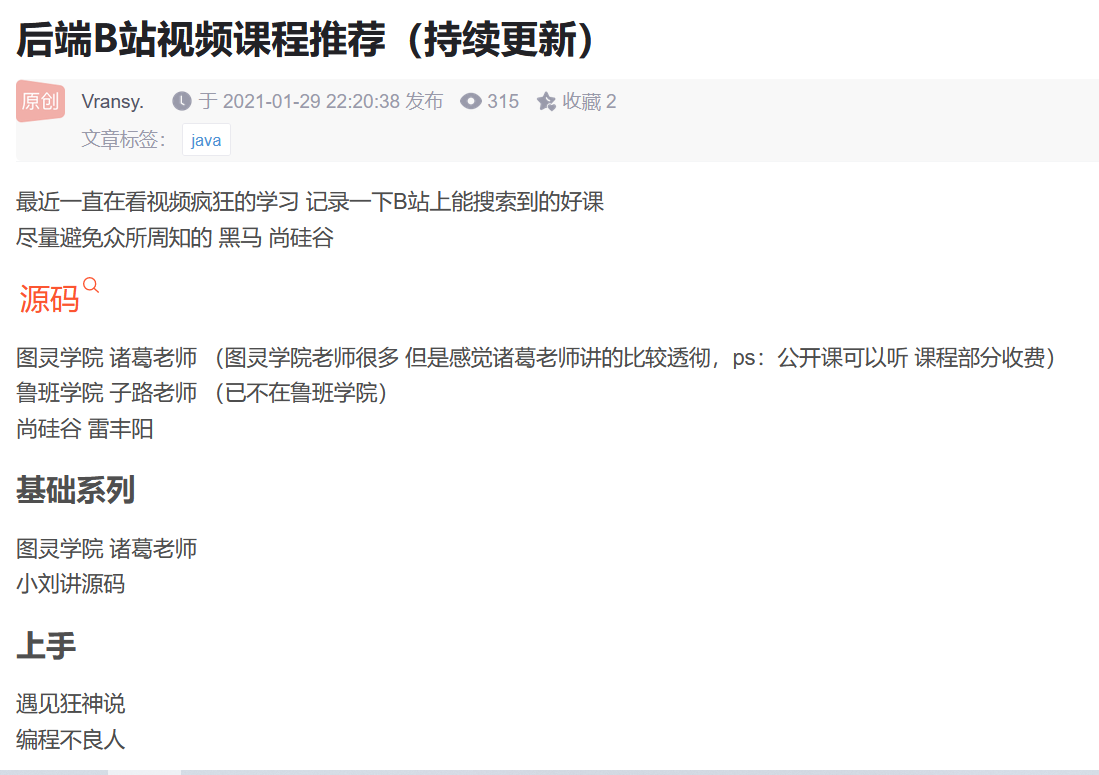 后端B站视频课程推荐（持续更新）
原创 Vransy. 于 2021-01-29 22:20:38 发布 315 收藏 2
文章标签： java
最近一直在看视频疯狂的学习 记录一下B站上能搜索到的好课
尽量避免众所周知的 黑马 尚硅谷
源码
图灵学院 诸葛老师 （图灵学院老师很多 但是感觉诸葛老师讲的比较透彻，ps：公开课可以听 课程部分收费）
鲁班学院 子路老师 （已不在鲁班学院）
尚硅谷 雷丰阳
基础系列
图灵学院 诸葛老师
小刘讲源码
上手
遇见狂神说
编程不良人